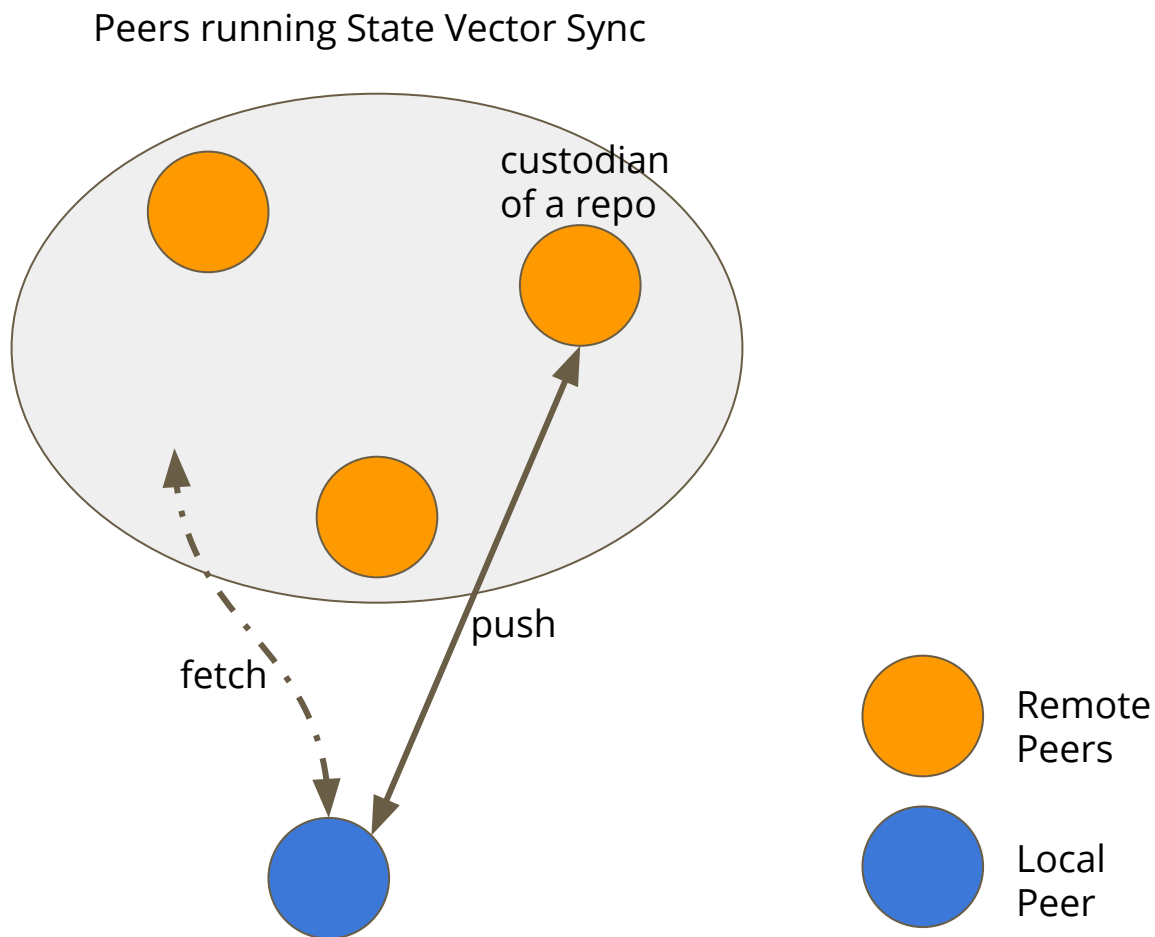 Peers running State Vector Sync
custodian
of a repo
push
fetch
Remote
Peers
Local
Peer